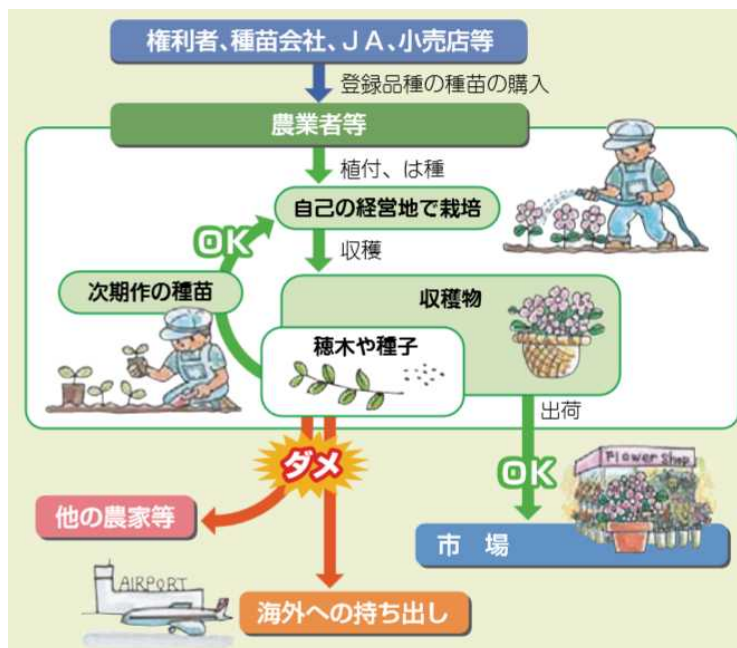 権利者、種苗会社、JA、小売店等
登録品種の種苗の購入
農業者等
植付、は種
自己の経営地で栽培
OK
収穫
次期作の種苗
収穫物
穂木や種子
出荷
ダメ
Flower Shop
OK
他の農家等
市 場
AIRPORT
海外への持ち出し